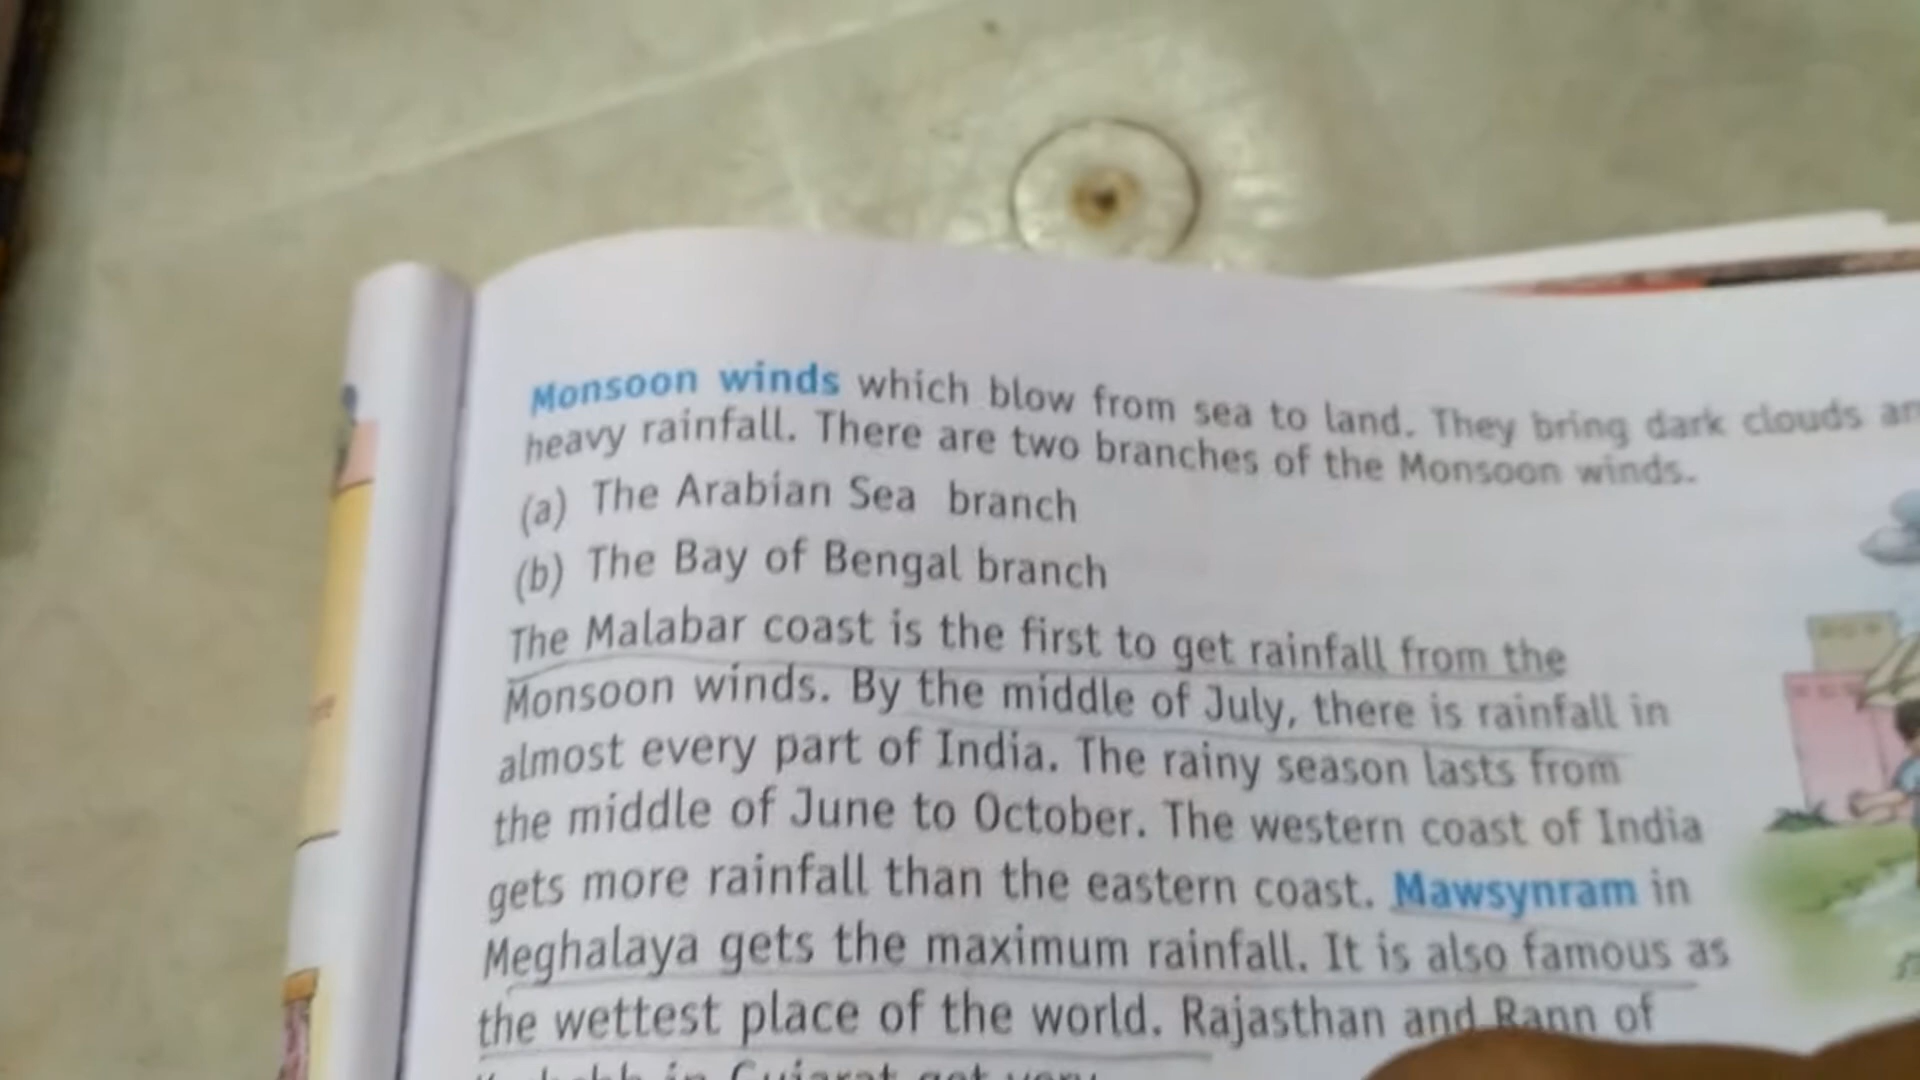 Monsoon winds which blow from sea to land. They bring dark clouds
heavy rainfall. There are two branches of the Monsoon winds.
(a) The Arabian Sea branch
(b) The Bay of Bengal branch
The Malabar coast is the first to get rainfall from the
Monsoon winds. By the middle of July, there is rainfall in
almost every part of India. The rainy season lasts from
the middle of June to October. The western coast of India
gets more rainfall than the eastern coast. Mawsynram in
Meghalaya gets the maximum rainfall. It is also famous as
the wettest place of the world. Rajasthan and Rann of
in Gujarat get very